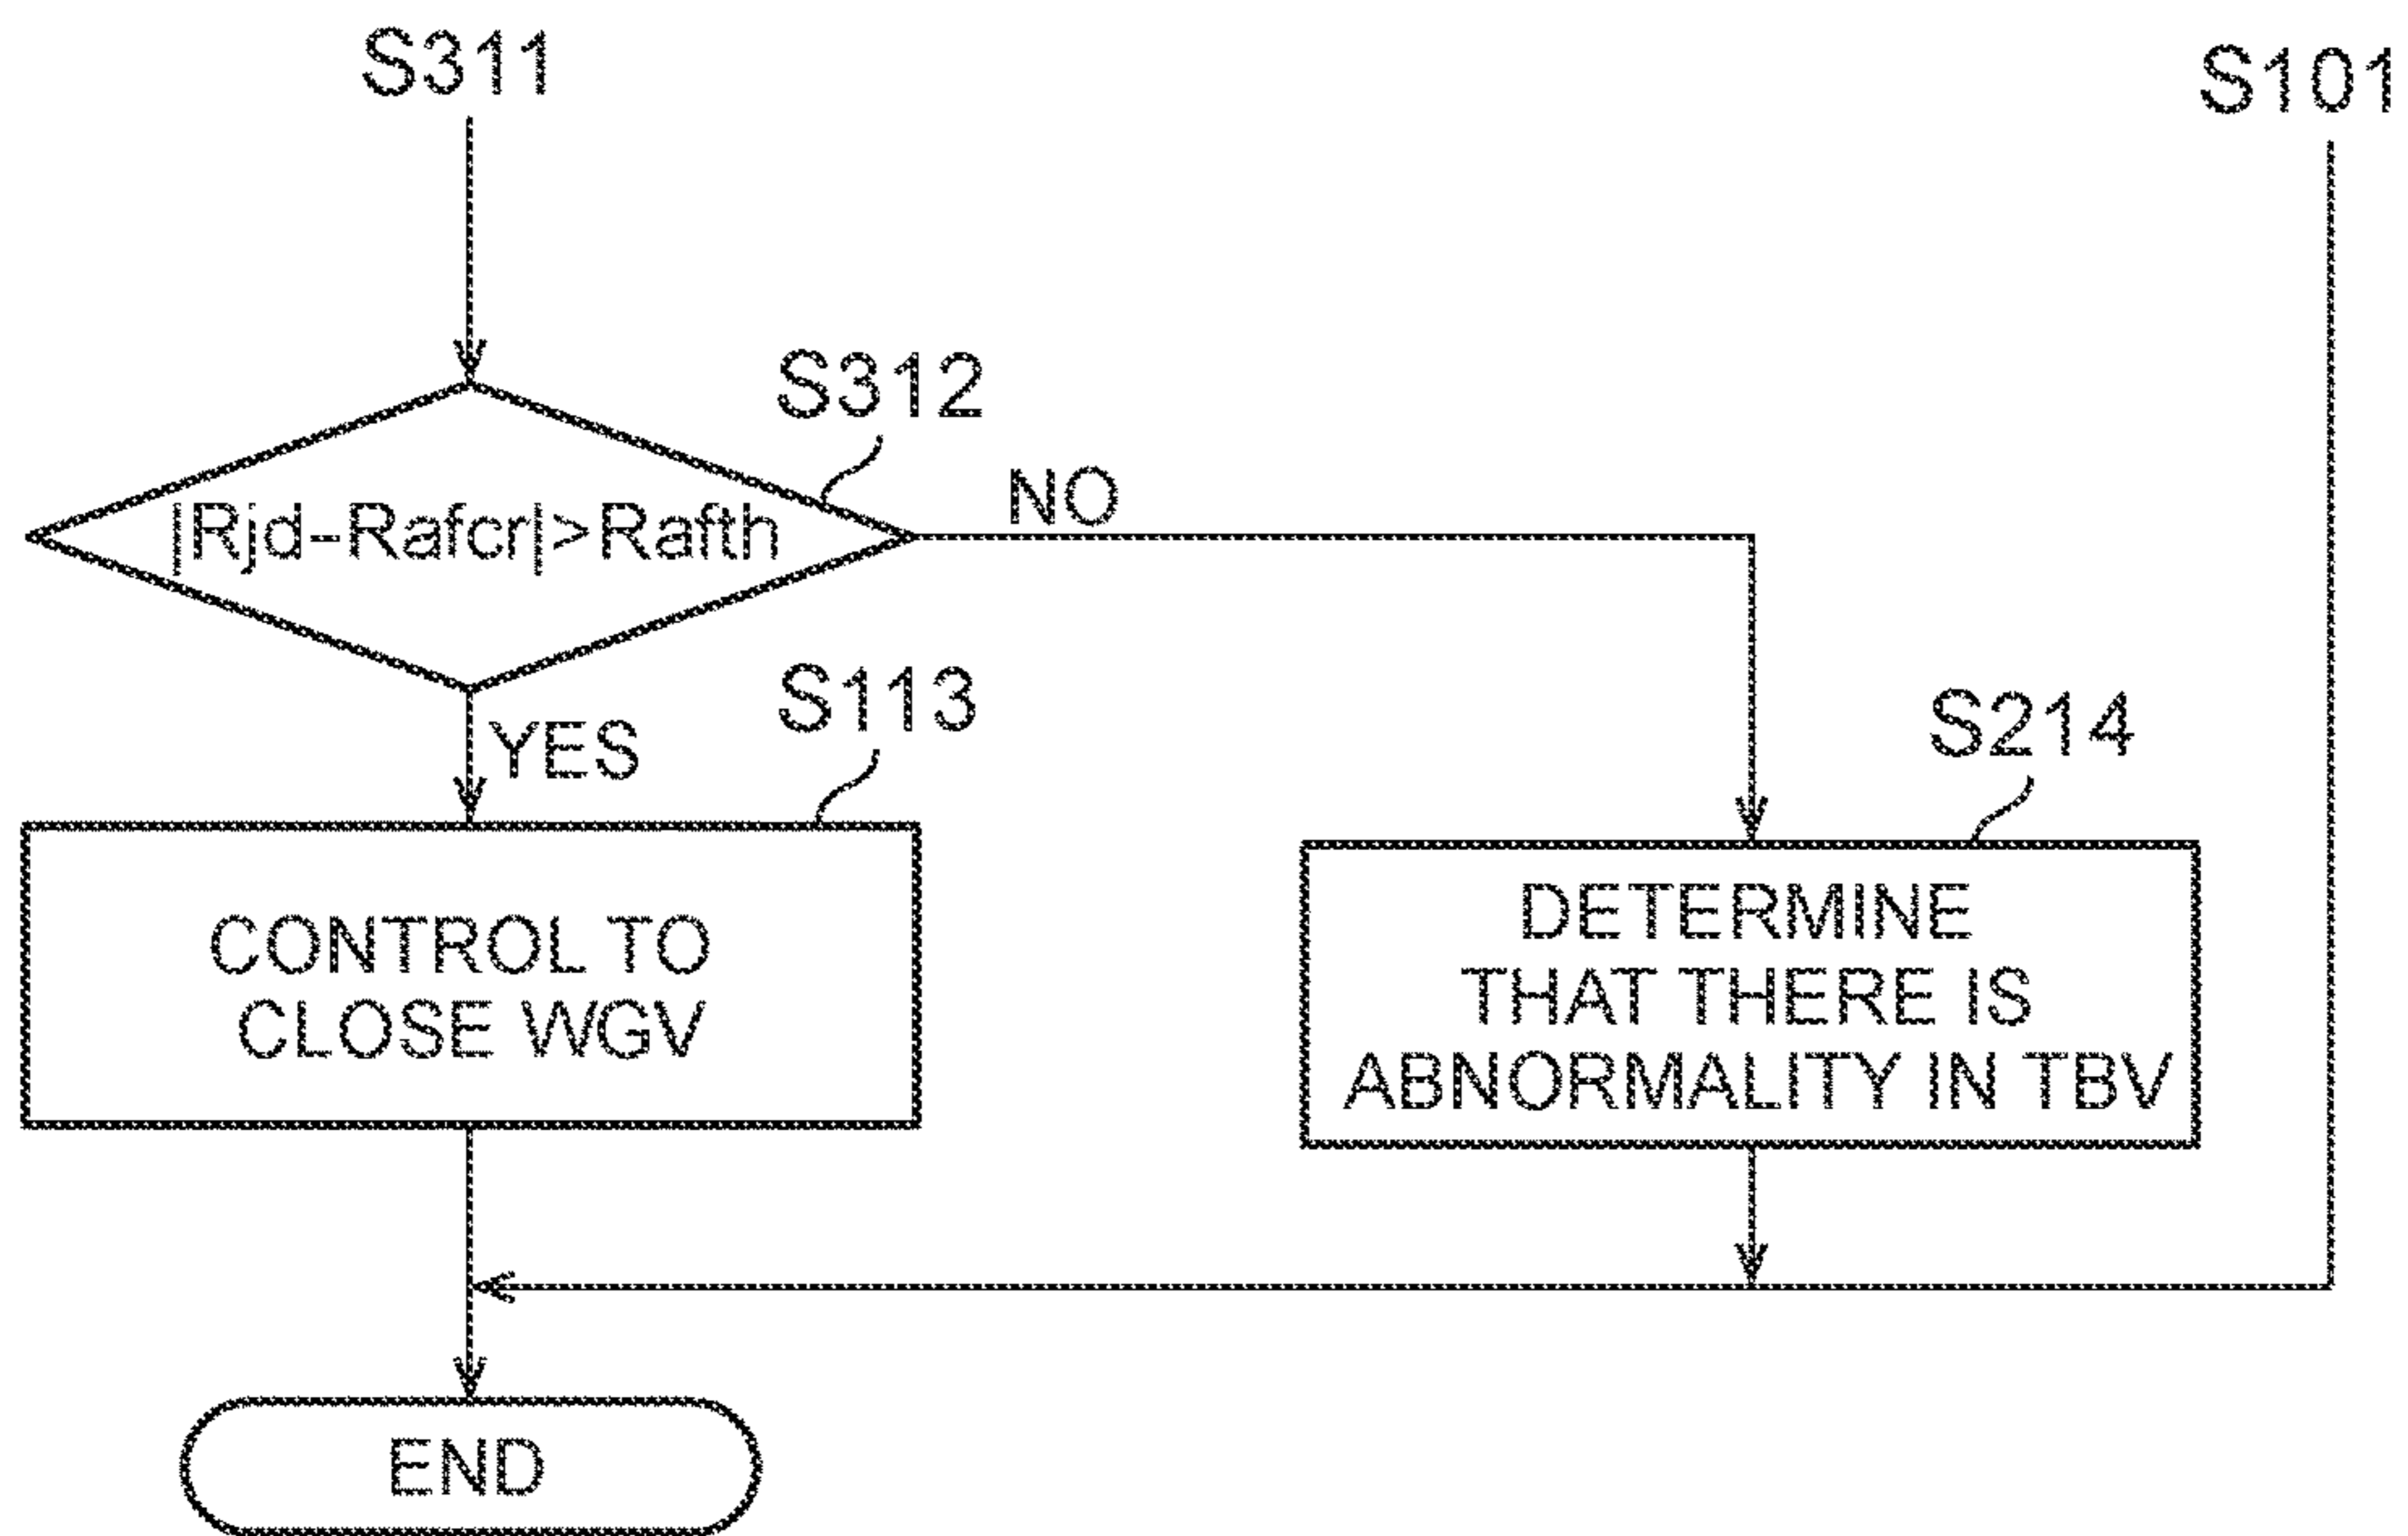 S311
S101
S312
|Rjd-Rafcr|>Rafth
NO
YES
S113
S214
CONTROL TO
CLOSE WGV
DETERMINE
THAT THERE IS
ABNORMALITY IN TBV
END